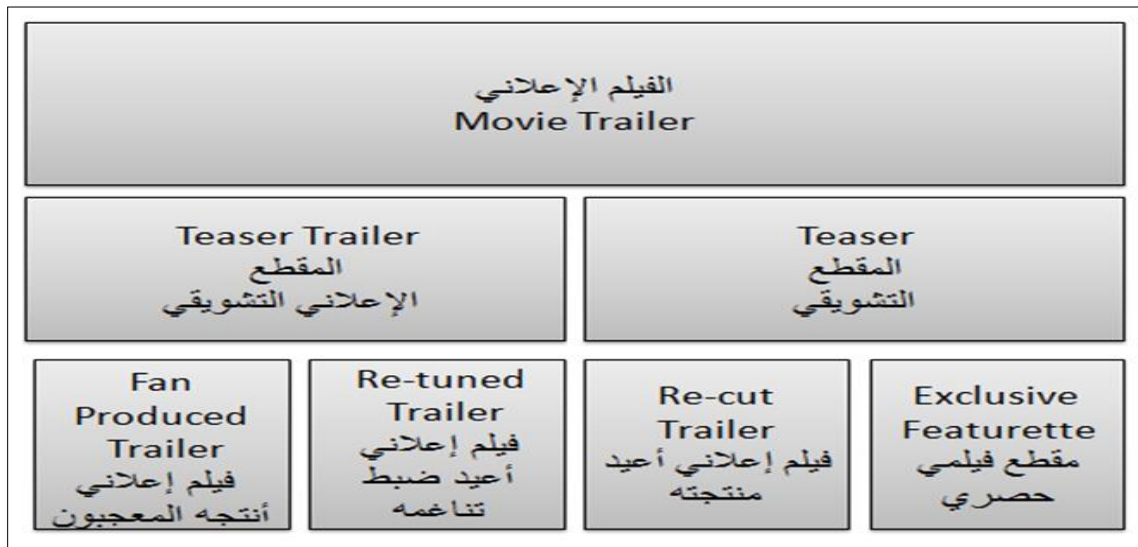 الفيلم الإعلاني
Movie Trailer
Teaser Trailer
المقطع
الإعلاني التشويقي
Teaser
المقطع
التشويقي
Fan
Produced
Trailer
فيلم إعلاني
أنتجه المعجبون
Re-tuned
Trailer
فيلم إعلاني
أعيد ضبط
تناغمه
Re-cut
Trailer
فيلم إعلاني أعيد
منتجته
Exclusive
Featurette
مقطع فيلمي
حصري